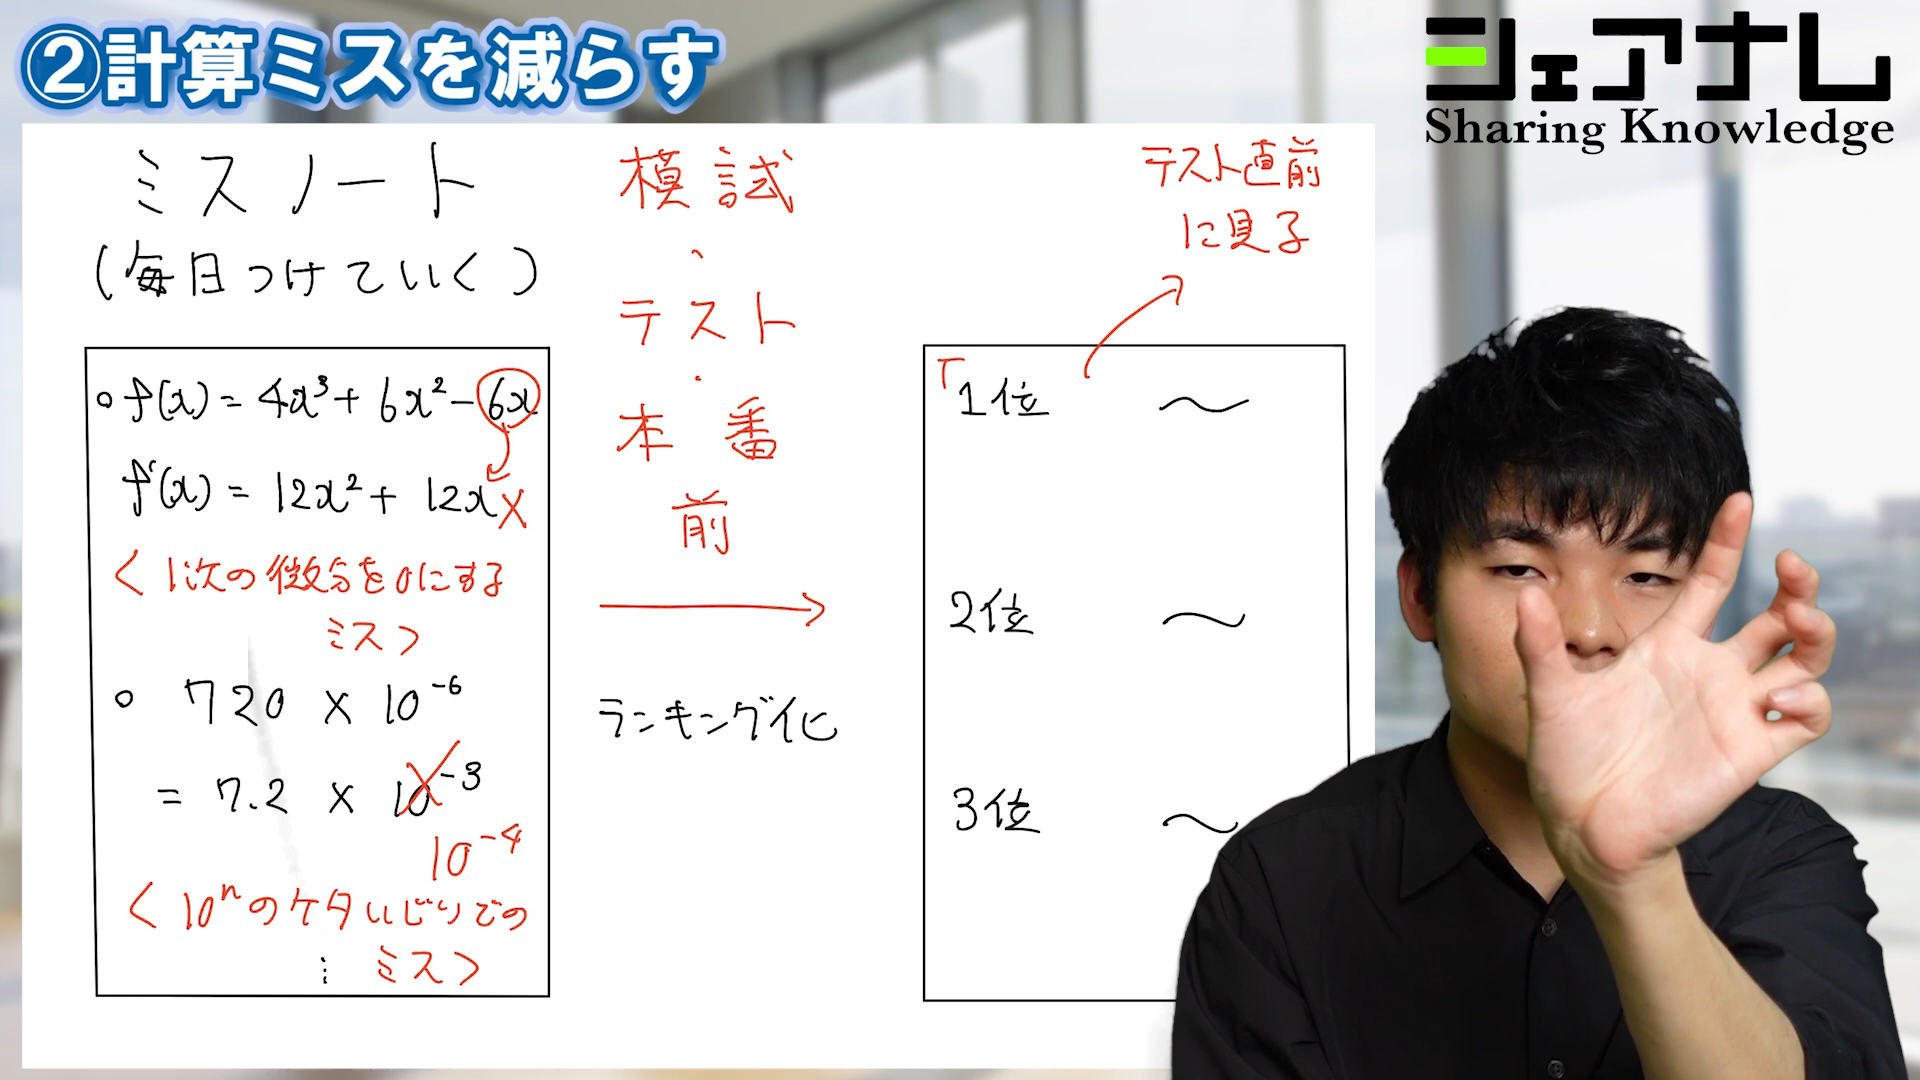 ②計算ミスを減らす
シェアナレ
Sharing Knowledge
ミスノート
(毎日つけていく)
○ f(x) = 4x³ + 6x² - 6x
f'(x) = 12x² + 12x ×
<1次の微分を0にする
ミス>
○ 720 × 10⁻⁶
= 7.2 × 10⁻³
10⁻⁴
<10ⁿのケタいじりでの
ミス>
⋮
模試
・
テスト
・
本番
前
→
ランキング化
テスト直前
に見る
「1位 〜
2位 〜
3位 〜